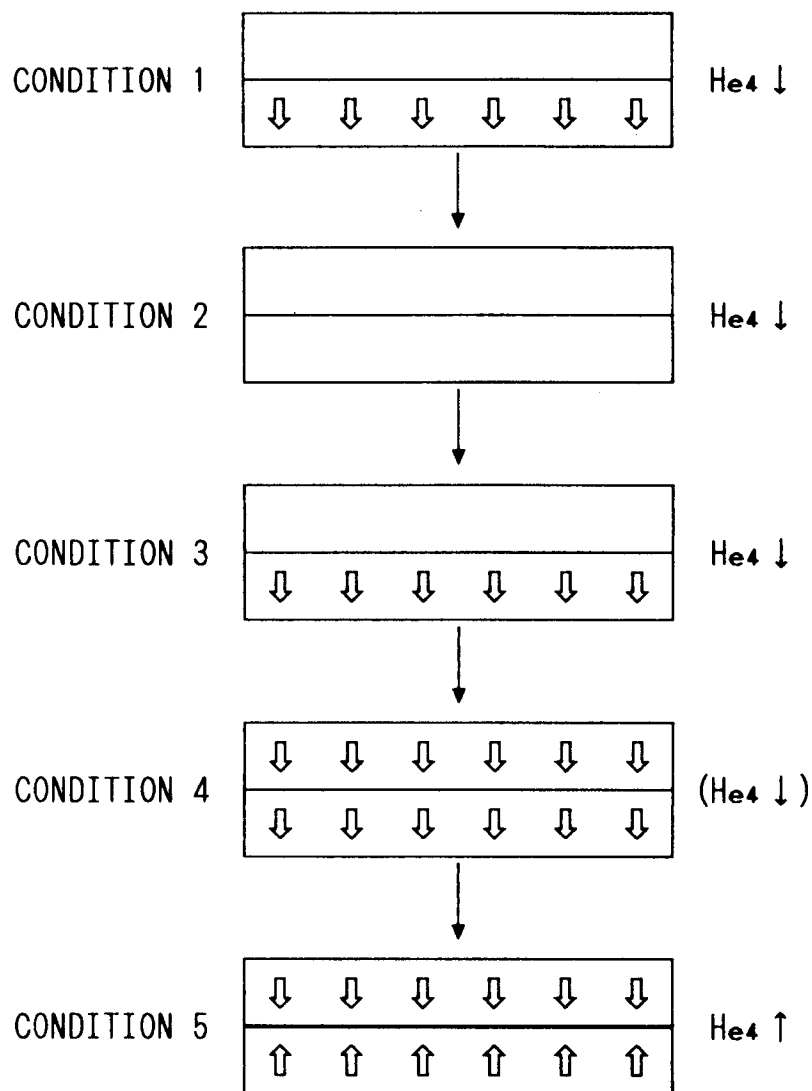 CONDITION 1 He4 ↓
CONDITION 2 He4 ↓
CONDITION 3 He4 ↓
CONDITION 4 (He4 ↓)
CONDITION 5 He4 ↑